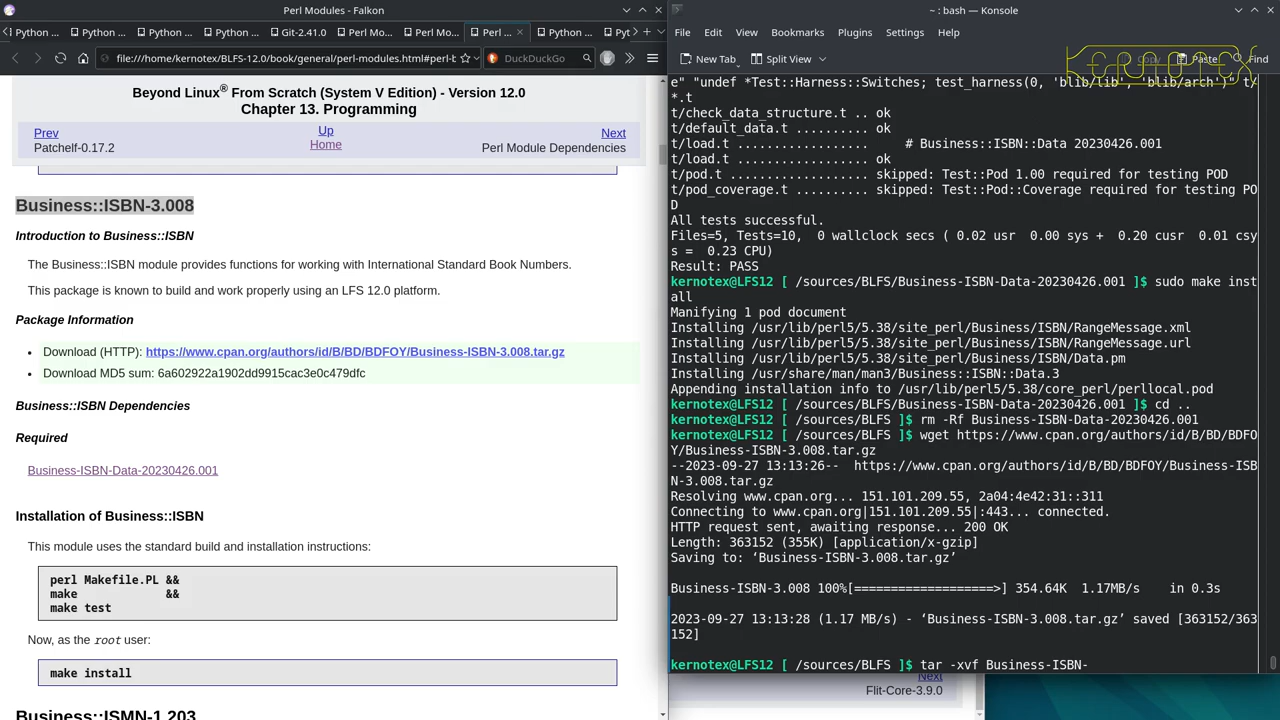 Perl Modules - Falkon
Python ...
Python ...
Python ...
Python ...
Git-2.41.0
Perl Mo...
Perl Mo...
Perl ...
Python ...
Pyt
file:///home/kernotex/BLFS-12.0/book/general/perl-modules.html#perl-b
DuckDuckGo
Beyond Linux® From Scratch (System V Edition) - Version 12.0
Chapter 13. Programming
Prev
Up
Next
Patchelf-0.17.2
Home
Perl Module Dependencies
Business::ISBN-3.008
Introduction to Business::ISBN
The Business::ISBN module provides functions for working with International Standard Book Numbers.
This package is known to build and work properly using an LFS 12.0 platform.
Package Information
• Download (HTTP): https://www.cpan.org/authors/id/B/BD/BDFOY/Business-ISBN-3.008.tar.gz
• Download MD5 sum: 6a602922a1902dd9915cac3e0c479dfc
Business::ISBN Dependencies
Required
Business-ISBN-Data-20230426.001
Installation of Business::ISBN
This module uses the standard build and installation instructions:
perl Makefile.PL &&
make             &&
make test
Now, as the root user:
make install
Business::ISMN-1.203
~ : bash — Konsole
File Edit View Bookmarks Plugins Settings Help
New Tab
Split View
Copy
Paste
Find
Kernotex
e" "undef *Test::Harness::Switches; test_harness(0, 'blib/lib', 'blib/arch')" t/
*.t
t/check_data_structure.t .. ok
t/default_data.t .......... ok
t/load.t ..................    # Business::ISBN::Data 20230426.001
t/load.t .................. ok
t/pod.t ................... skipped: Test::Pod 1.00 required for testing POD
t/pod_coverage.t .......... skipped: Test::Pod::Coverage required for testing PO
D
All tests successful.
Files=5, Tests=10,  0 wallclock secs ( 0.02 usr  0.00 sys +  0.20 cusr  0.01 csy
s =  0.23 CPU)
Result: PASS
kernotex@LFS12 [ /sources/BLFS/Business-ISBN-Data-20230426.001 ]$ sudo make inst
all
Manifying 1 pod document
Installing /usr/lib/perl5/5.38/site_perl/Business/ISBN/RangeMessage.xml
Installing /usr/lib/perl5/5.38/site_perl/Business/ISBN/RangeMessage.url
Installing /usr/lib/perl5/5.38/site_perl/Business/ISBN/Data.pm
Installing /usr/share/man/man3/Business::ISBN::Data.3
Appending installation info to /usr/lib/perl5/5.38/core_perl/perllocal.pod
kernotex@LFS12 [ /sources/BLFS/Business-ISBN-Data-20230426.001 ]$ cd ..
kernotex@LFS12 [ /sources/BLFS ]$ rm -Rf Business-ISBN-Data-20230426.001
kernotex@LFS12 [ /sources/BLFS ]$ wget https://www.cpan.org/authors/id/B/BD/BDFO
Y/Business-ISBN-3.008.tar.gz
--2023-09-27 13:13:26--  https://www.cpan.org/authors/id/B/BD/BDFOY/Business-ISB
N-3.008.tar.gz
Resolving www.cpan.org... 151.101.209.55, 2a04:4e42:31::311
Connecting to www.cpan.org|151.101.209.55|:443... connected.
HTTP request sent, awaiting response... 200 OK
Length: 363152 (355K) [application/x-gzip]
Saving to: ‘Business-ISBN-3.008.tar.gz’
Business-ISBN-3.008 100%[===================>] 354.64K  1.17MB/s    in 0.3s
2023-09-27 13:13:28 (1.17 MB/s) - ‘Business-ISBN-3.008.tar.gz’ saved [363152/363
152]
kernotex@LFS12 [ /sources/BLFS ]$ tar -xvf Business-ISBN-
Next
Flit-Core-3.9.0